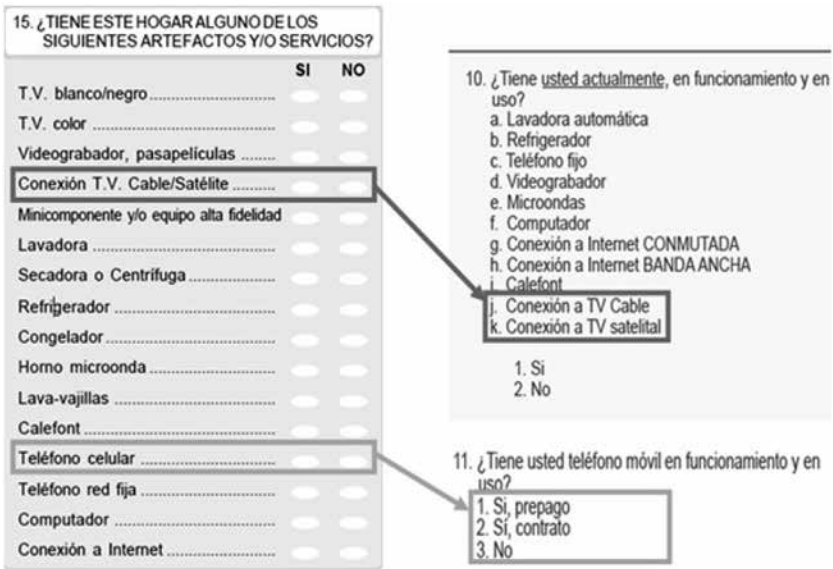 15. ¿TIENE ESTE HOGAR ALGUNO DE LOS
SIGUIENTES ARTEFACTOS Y/O SERVICIOS?
SI NO
T.V. blanco/negro
T.V. color
Videograbador, pasapelículas
Conexión T.V. Cable/Satélite
Minicomponente y/o equipo alta fidelidad
Lavadora
Secadora o Centrífuga
Refrigerador
Congelador
Horno microonda
Lava-vajillas
Calefont
Teléfono celular
Teléfono red fija
Computador
Conexión a Internet
10. ¿Tiene usted actualmente, en funcionamiento y en
uso?
a. Lavadora automática
b. Refrigerador
c. Teléfono fijo
d. Videograbador
e. Microondas
f. Computador
g. Conexión a Internet CONMUTADA
h. Conexión a Internet BANDA ANCHA
i. Calefont
j. Conexión a TV Cable
k. Conexión a TV satelital
1. Si
2. No
11. ¿Tiene usted teléfono móvil en funcionamiento y en
uso?
1. Si, prepago
2. Sí, contrato
3. No